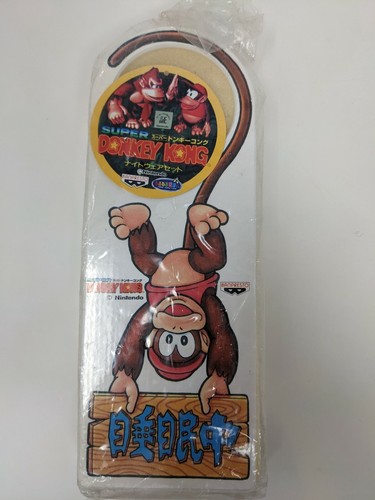 SUPER スーパードンキーコング
DONKEY KONG
ナイトウェアセット
© Nintendo
BANPRESTO
スーパードンキーコング
DONKEY KONG
© Nintendo
BANPRESTO
睡眠中